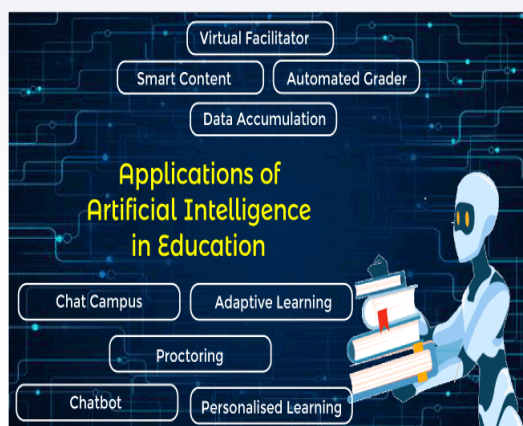 Virtual Facilitator
Smart Content
Automated Grader
Data Accumulation
Applications of
Artificial Intelligence
in Education
Chat Campus
Adaptive Learning
Proctoring
Chatbot
Personalised Learning